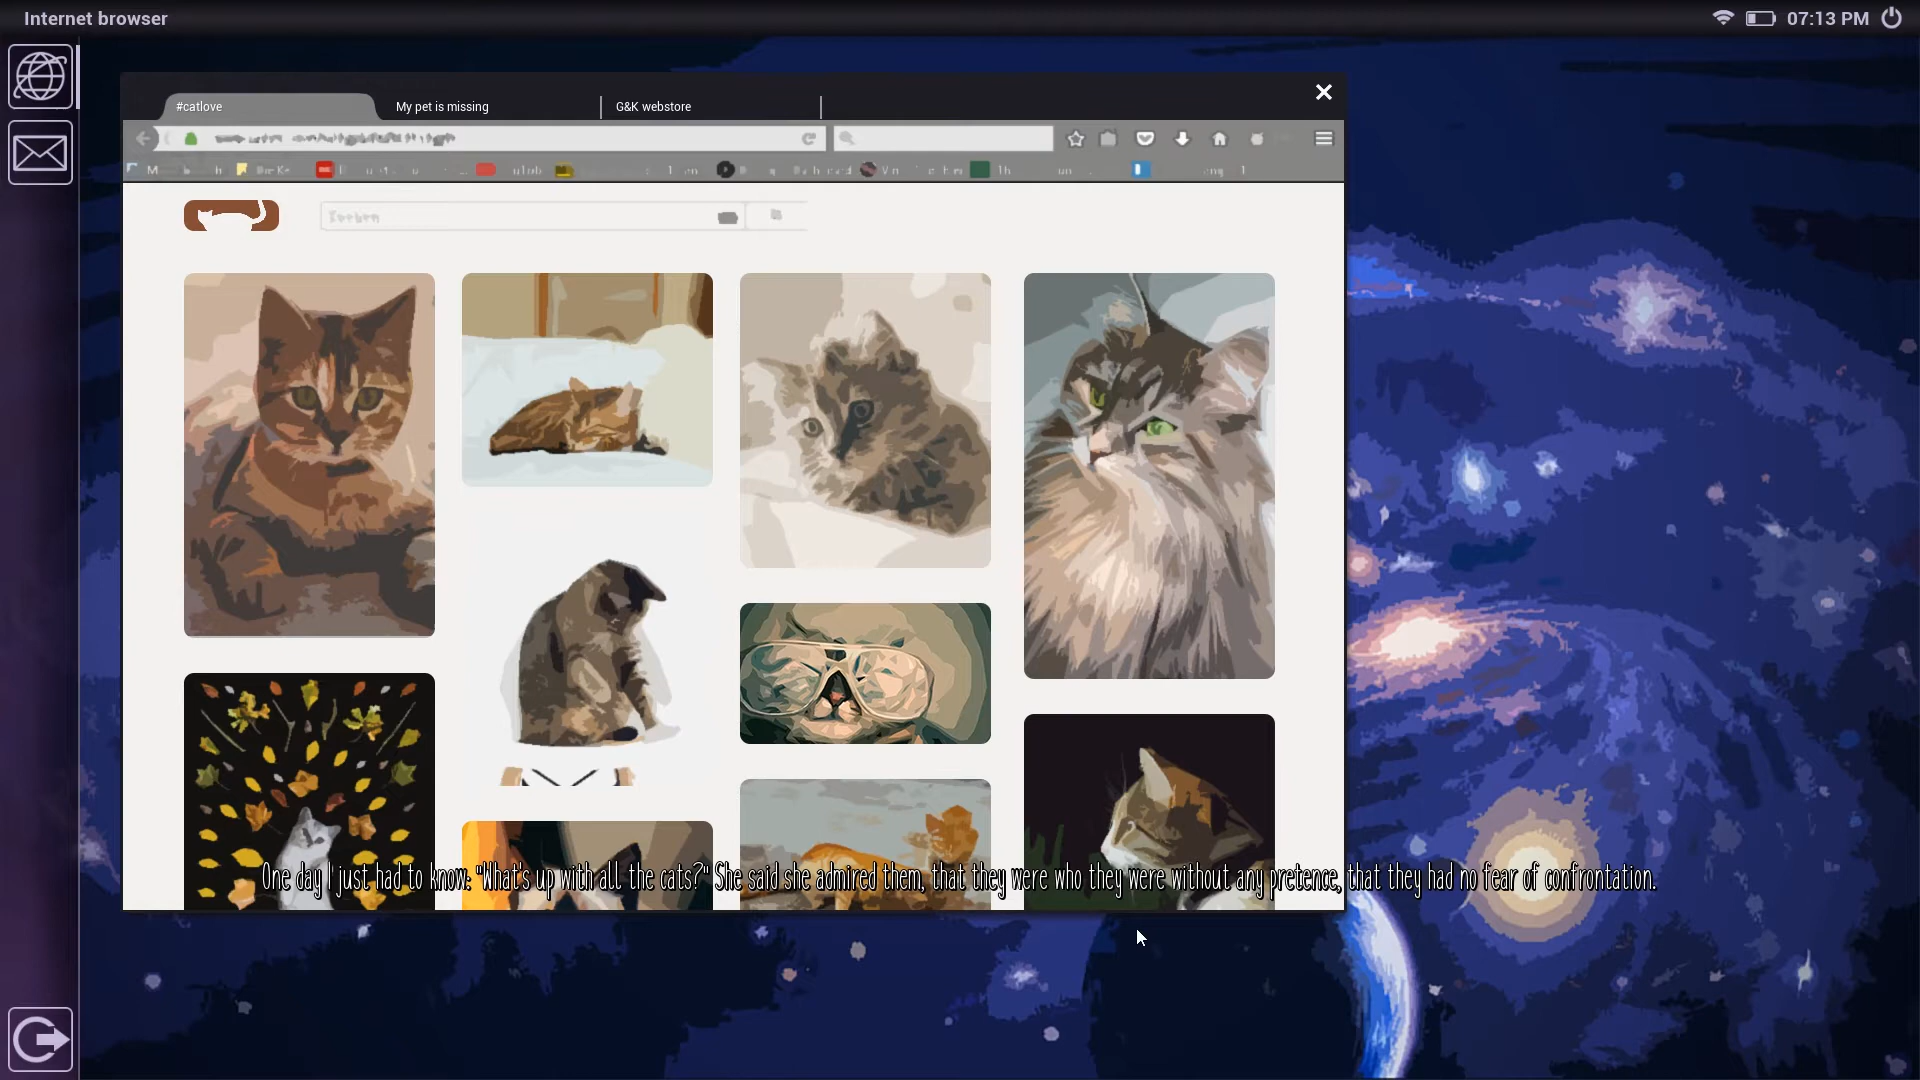 Internet browser
07:13 PM
#catlove
My pet is missing
G&K webstore
One day I just had to know: "What's up with all the cats?" She said she admired them, that they were who they were without any pretence, that they had no fear of confrontation.